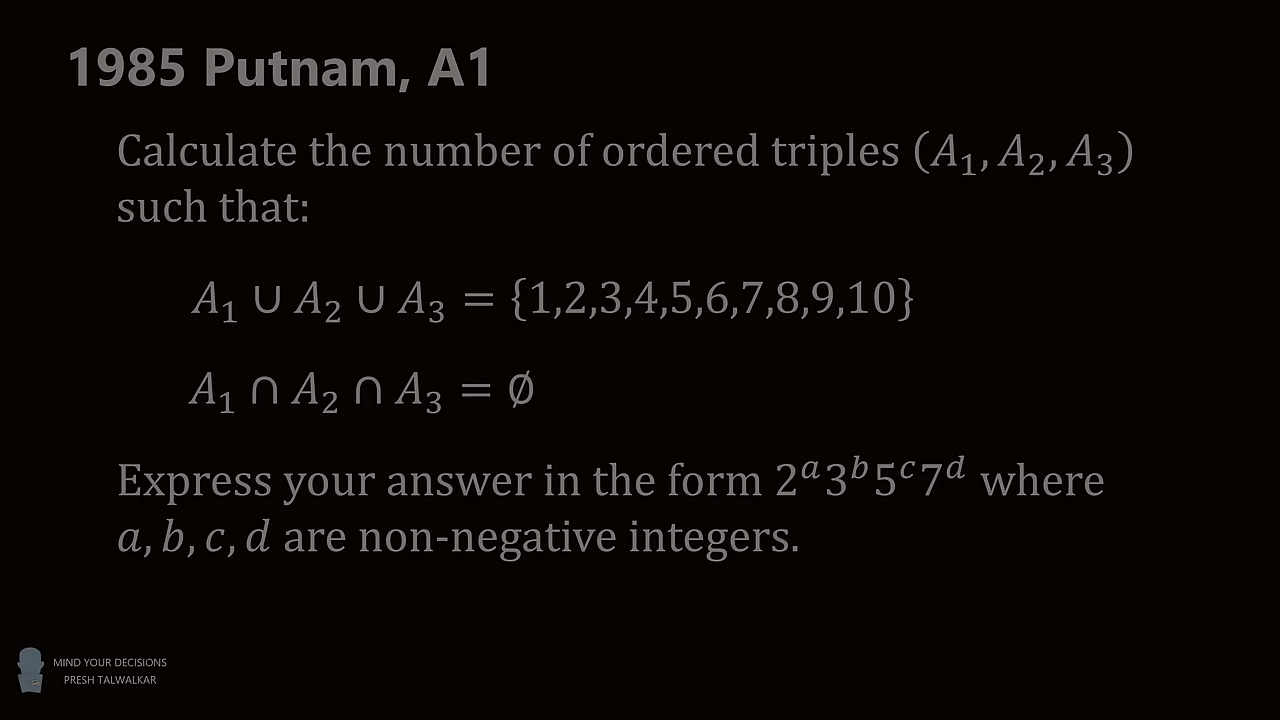 1985 Putnam, A1
Calculate the number of ordered triples (𝐴₁, 𝐴₂, 𝐴₃)
such that:
𝐴₁ ∪ 𝐴₂ ∪ 𝐴₃ = {1,2,3,4,5,6,7,8,9,10}
𝐴₁ ∩ 𝐴₂ ∩ 𝐴₃ = ∅
Express your answer in the form 2ᵃ3ᵇ5ᶜ7ᵈ where
𝑎, 𝑏, 𝑐, 𝑑 are non-negative integers.
MIND YOUR DECISIONS
PRESH TALWALKAR